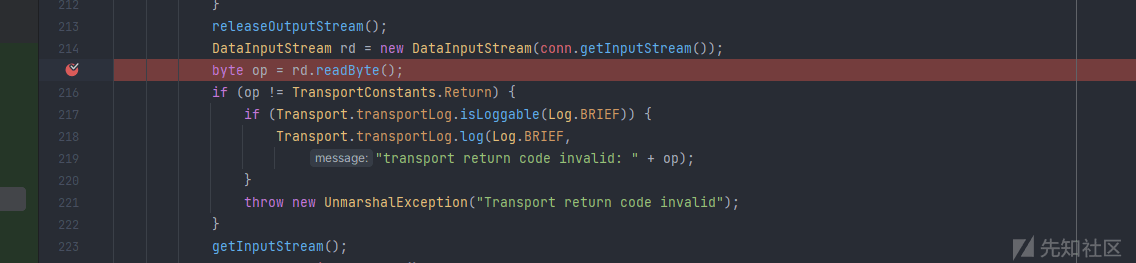 212 }
213 releaseOutputStream();
214 DataInputStream rd = new DataInputStream(conn.getInputStream());
byte op = rd.readByte();
216 if (op != TransportConstants.Return) {
217 if (Transport.transportLog.isLoggable(Log.BRIEF)) {
218 Transport.transportLog.log(Log.BRIEF,
219 message: "transport return code invalid: " + op);
220 }
221 throw new UnmarshalException("Transport return code invalid");
222 }
223 getInputStream();
先知社区